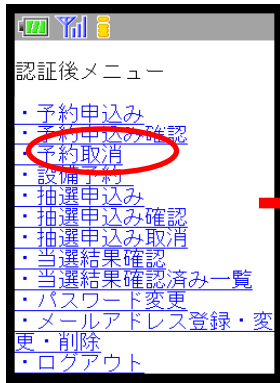 認証後メニュー
・予約申込み
・予約申込み確認
・予約取消
・設備予約
・抽選申込み
・抽選申込み確認
・抽選申込み取消
・当選結果確認
・当選結果確認済み一覧
・パスワード変更
・メールアドレス登録・変
更・削除
・ログアウト